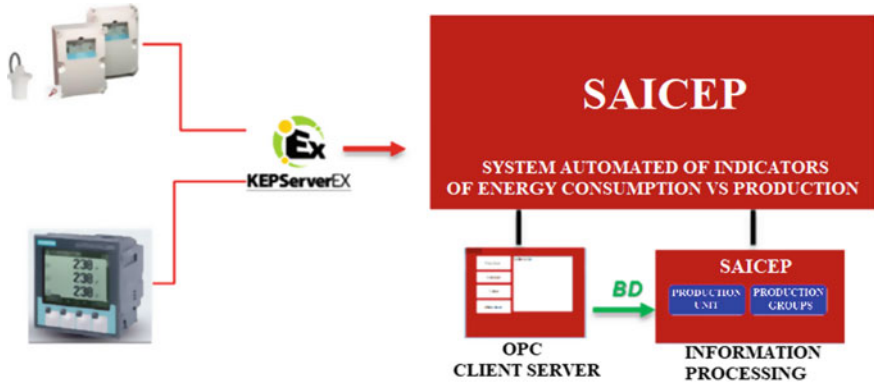 SAICEP
SYSTEM AUTOMATED OF INDICATORS
OF ENERGY CONSUMPTION VS PRODUCTION
Ex
KEPServerEX
230
230
230
BD
OPC
CLIENT SERVER
SAICEP
PRODUCTION
UNIT
PRODUCTION
GROUPS
INFORMATION
PROCESSING